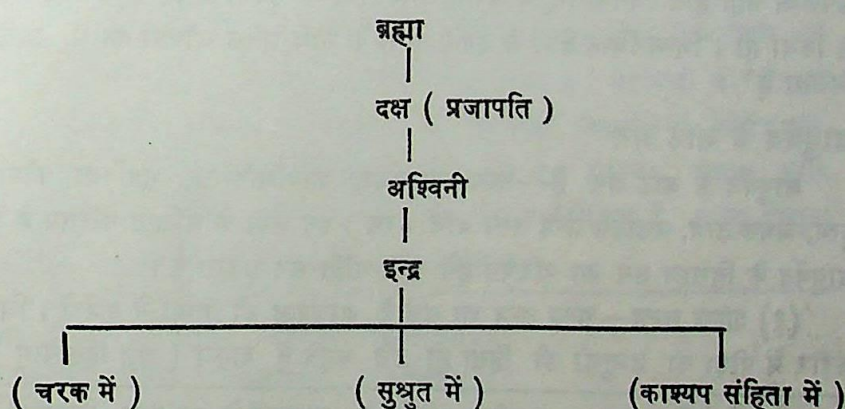 ब्रह्मा
दक्ष ( प्रजापति )
अश्विनी
इन्द्र
( चरक में ) ( सुश्रुत में ) (काश्यप संहिता में )